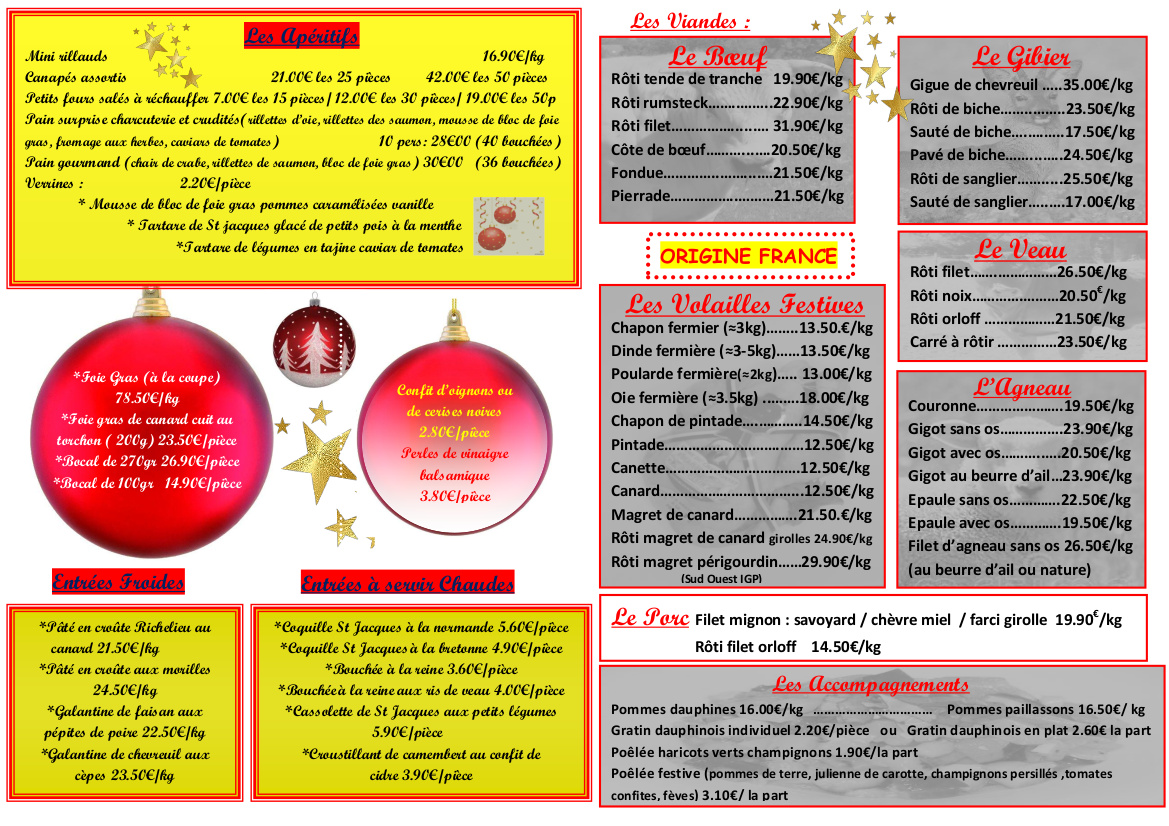 Les Apéritifs
Mini rillauds 16.90€/kg
Canapés assortis 21.00€ les 25 pièces 42.00€ les 50 pièces
Petits fours salés à réchauffer 7.00€ les 15 pièces/ 12.00€ les 30 pièces/ 19.00€ les 50p
Pain surprise charcuterie et crudités( rillettes d'oie, rillettes des saumon, mousse de bloc de foie
gras, fromage aux herbes, caviars de tomates) 10 pers: 28€00 (40 bouchées)
Pain gourmand (chair de crabe, rillettes de saumon, bloc de foie gras) 30€00 (36 bouchées)
Verrines : 2.20€/pièce
* Mousse de bloc de foie gras pommes caramélisées vanille
* Tartare de St jacques glacé de petits pois à la menthe
*Tartare de légumes en tajine caviar de tomates
*Foie Gras (à la coupe)
78.50€/kg
*Foie gras de canard cuit au
torchon ( 200g) 23.50€/pièce
*Bocal de 270gr 26.90€/pièce
*Bocal de 100gr 14.90€/pièce
Confit d'oignons ou
de cerises noires
2.80€/pièce
Perles de vinaigre
balsamique
3.80€/pièce
Entrées Froides
*Pâté en croûte Richelieu au
canard 21.50€/kg
*Pâté en croûte aux morilles
24.50€/kg
*Galantine de faisan aux
pépites de poire 22.50€/kg
*Galantine de chevreuil aux
cèpes 23.50€/kg
Entrées à servir Chaudes
*Coquille St Jacques à la normande 5.60€/pièce
*Coquille St Jacques à la bretonne 4.90€/pièce
*Bouchée à la reine 3.60€/pièce
*Bouchée à la reine aux ris de veau 4.00€/pièce
*Cassolette de St Jacques aux petits légumes
5.90€/pièce
*Croustillant de camembert au confit de
cidre 3.90€/pièce
Les Viandes :
Le Bœuf
Rôti tende de tranche 19.90€/kg
Rôti rumsteck……………22.90€/kg
Rôti filet……………………… 31.90€/kg
Côte de bœuf……………20.50€/kg
Fondue………………………21.50€/kg
Pierrade………………………21.50€/kg
Le Gibier
Gigue de chevreuil …..35.00€/kg
Rôti de biche……………23.50€/kg
Sauté de biche…………17.50€/kg
Pavé de biche……………24.50€/kg
Rôti de sanglier…………25.50€/kg
Sauté de sanglier………17.00€/kg
ORIGINE FRANCE
Le Veau
Rôti filet……………………26.50€/kg
Rôti noix……………………20.50€/kg
Rôti orloff ………………21.50€/kg
Carré à rôtir ……………23.50€/kg
Les Volailles Festives
Chapon fermier (≈3kg)……..13.50.€/kg
Dinde fermière (≈3-5kg)……13.50€/kg
Poularde fermière(≈2kg)….. 13.00€/kg
Oie fermière (≈3.5kg) ………18.00€/kg
Chapon de pintade……………14.50€/kg
Pintade……………………………12.50€/kg
Canette……………………………12.50€/kg
Canard………………………………12.50€/kg
Magret de canard………………21.50.€/kg
Rôti magret de canard girolles 24.90€/kg
Rôti magret périgourdin……29.90€/kg
(Sud Ouest IGP)
L'Agneau
Couronne……………………19.50€/kg
Gigot sans os………………23.90€/kg
Gigot avec os………………20.50€/kg
Gigot au beurre d'ail…23.90€/kg
Epaule sans os……………22.50€/kg
Epaule avec os……………19.50€/kg
Filet d'agneau sans os 26.50€/kg
(au beurre d'ail ou nature)
Le Porc Filet mignon : savoyard / chèvre miel / farci girolle 19.90€/kg
Rôti filet orloff 14.50€/kg
Les Accompagnements
Pommes dauphines 16.00€/kg ………………………… Pommes paillassons 16.50€/ kg
Gratin dauphinois individuel 2.20€/pièce ou Gratin dauphinois en plat 2.60€ la part
Poêlée haricots verts champignons 1.90€/la part
Poêlée festive (pommes de terre, julienne de carotte, champignons persillés ,tomates
confites, fèves) 3.10€/ la part